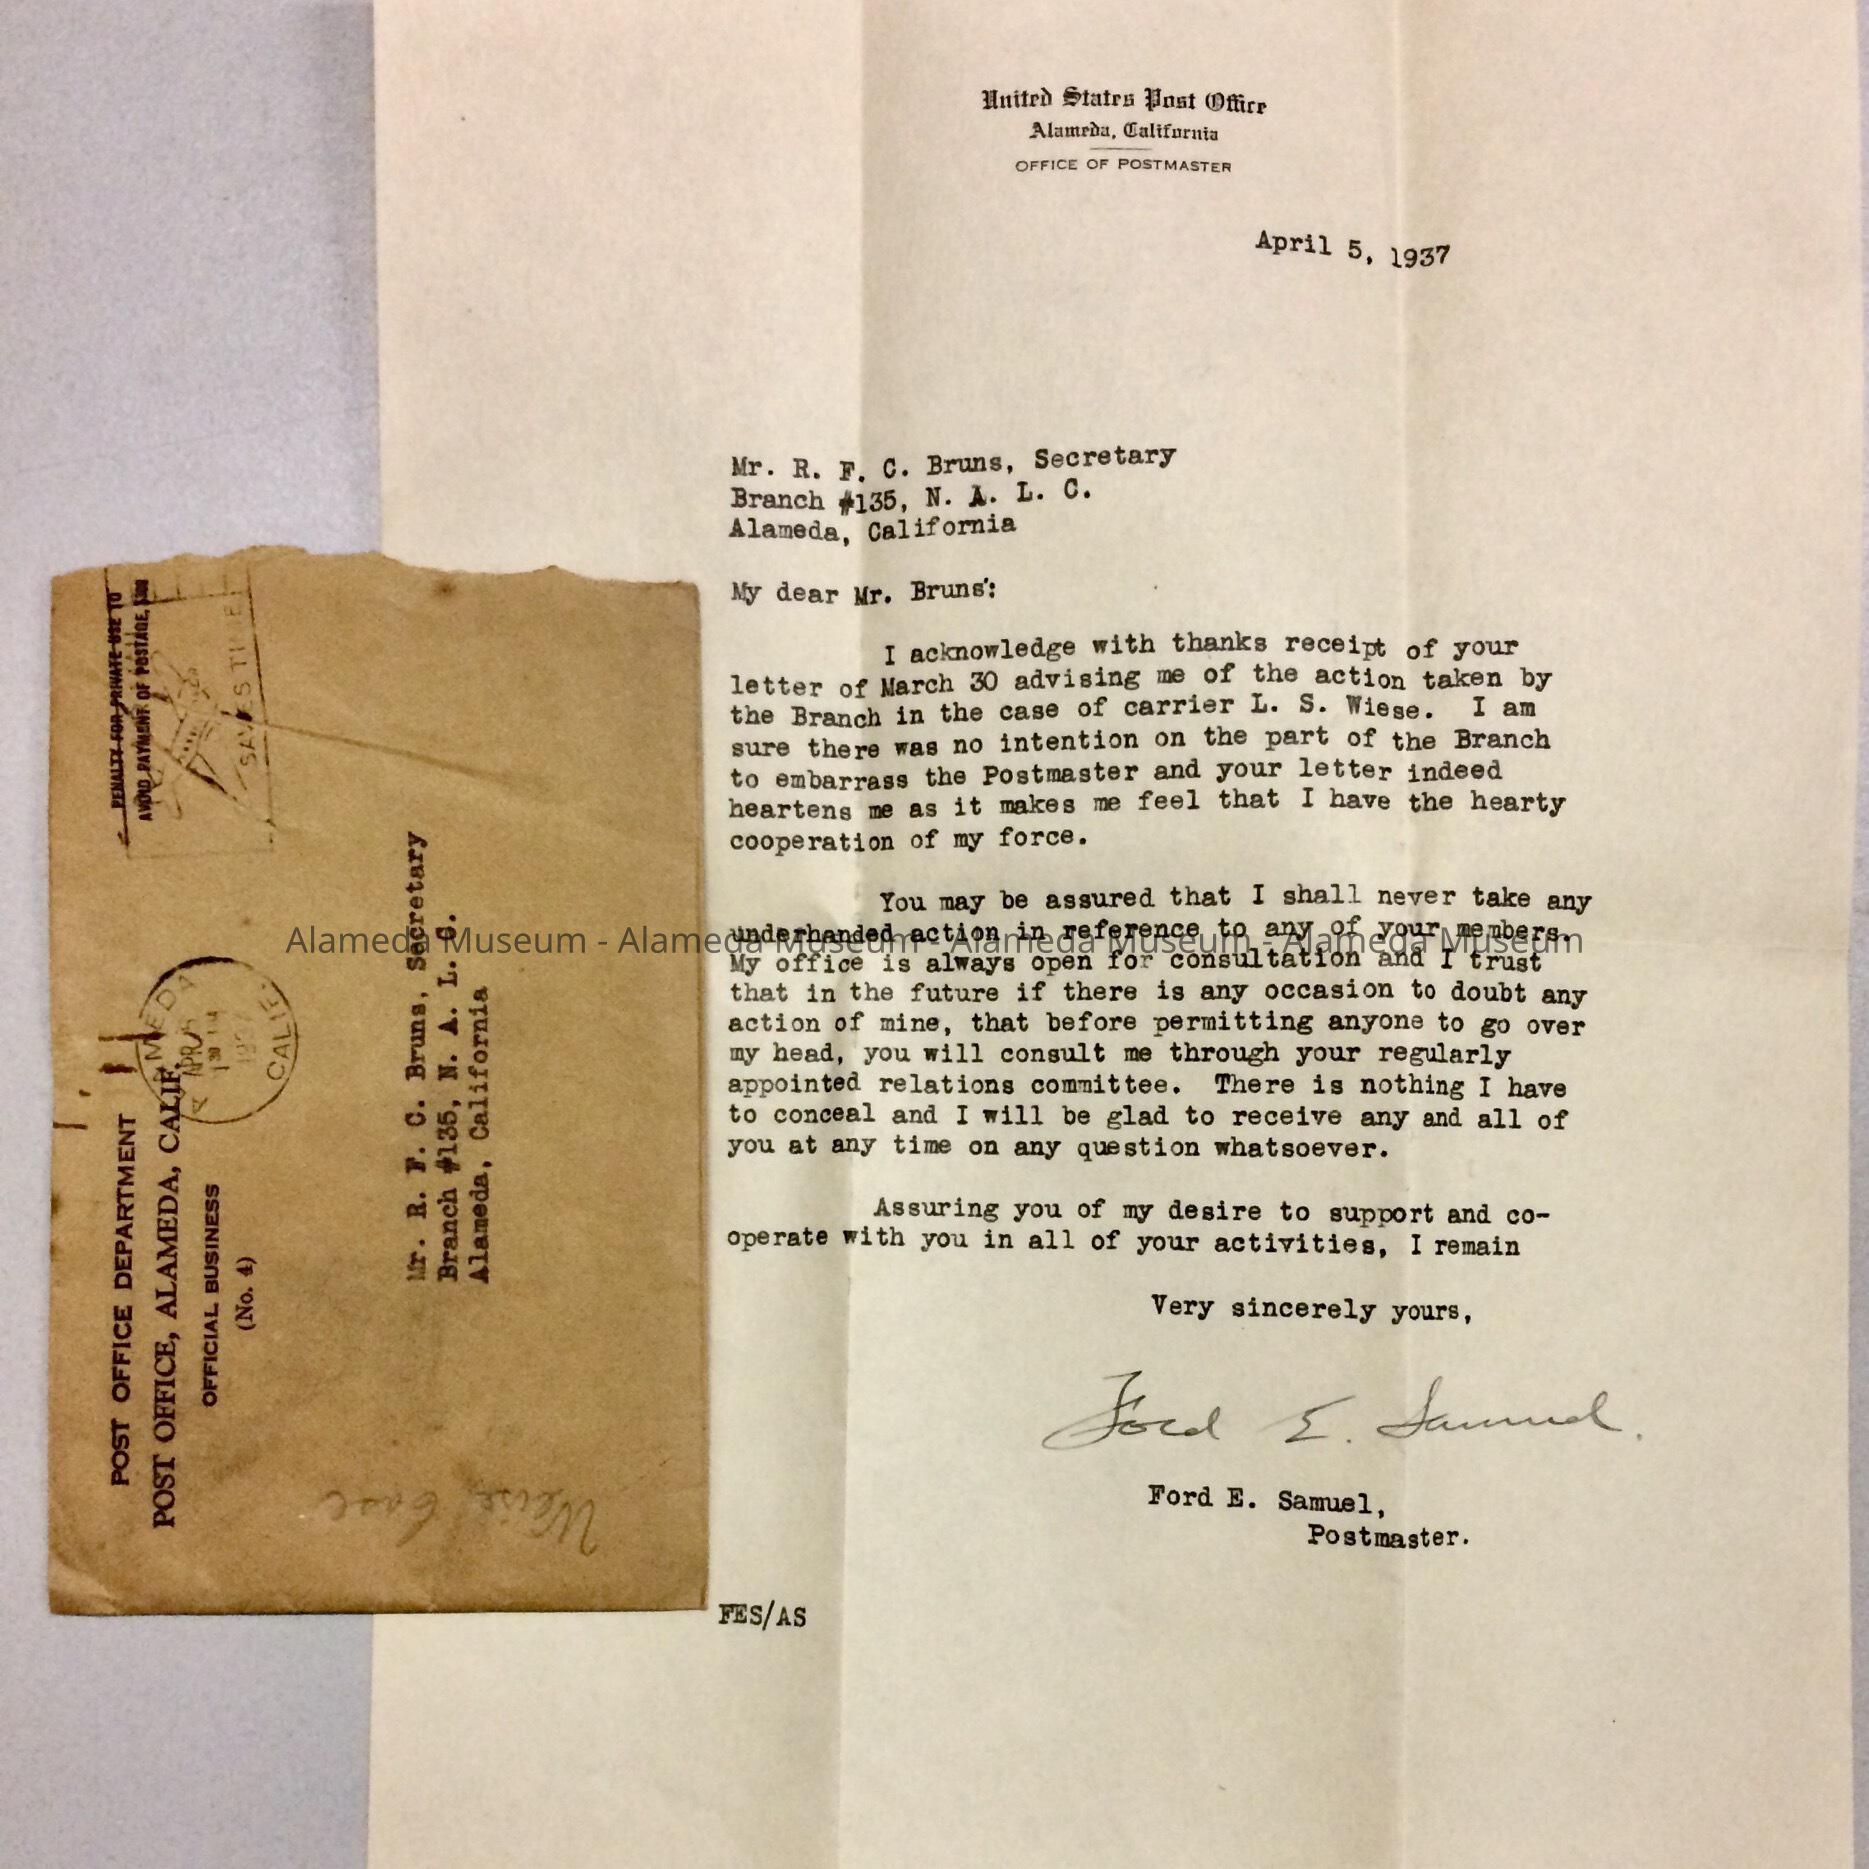 United States Post Office
Alameda, California
OFFICE OF POSTMASTER
April 5, 1937
Mr. R. F. C. Bruns, Secretary
Branch #135, N. A. L. C.
Alameda, California
My dear Mr. Bruns:
I acknowledge with thanks receipt of your
letter of March 30 advising me of the action taken by
the Branch in the case of carrier L. S. Wiese. I am
sure there was no intention on the part of the Branch
to embarrass the Postmaster and your letter indeed
heartens me as it makes me feel that I have the hearty
cooperation of my force.
You may be assured that I shall never take any
underhanded action in reference to any of your members.
My office is always open for consultation and I trust
that in the future if there is any occasion to doubt any
action of mine, that before permitting anyone to go over
my head, you will consult me through your regularly
appointed relations committee. There is nothing I have
to conceal and I will be glad to receive any and all of
you at any time on any question whatsoever.
Assuring you of my desire to support and co-
operate with you in all of your activities, I remain
Very sincerely yours,
Ford E. Samuel.
Ford E. Samuel,
Postmaster.
FES/AS
POST OFFICE DEPARTMENT
POST OFFICE, ALAMEDA, CALIF.
OFFICIAL BUSINESS
(No. 4)
ALAMEDA
APR 5
1937
CALIF.
PENALTY FOR PRIVATE USE TO
AVOID PAYMENT OF POSTAGE, $300
SAVES TIME
Mr. R. F. C. Bruns, Secretary
Branch #135, N. A. L. C.
Alameda, California
Weise Case
Alameda Museum - Alameda Museum - Alameda Museum - Alameda Museum